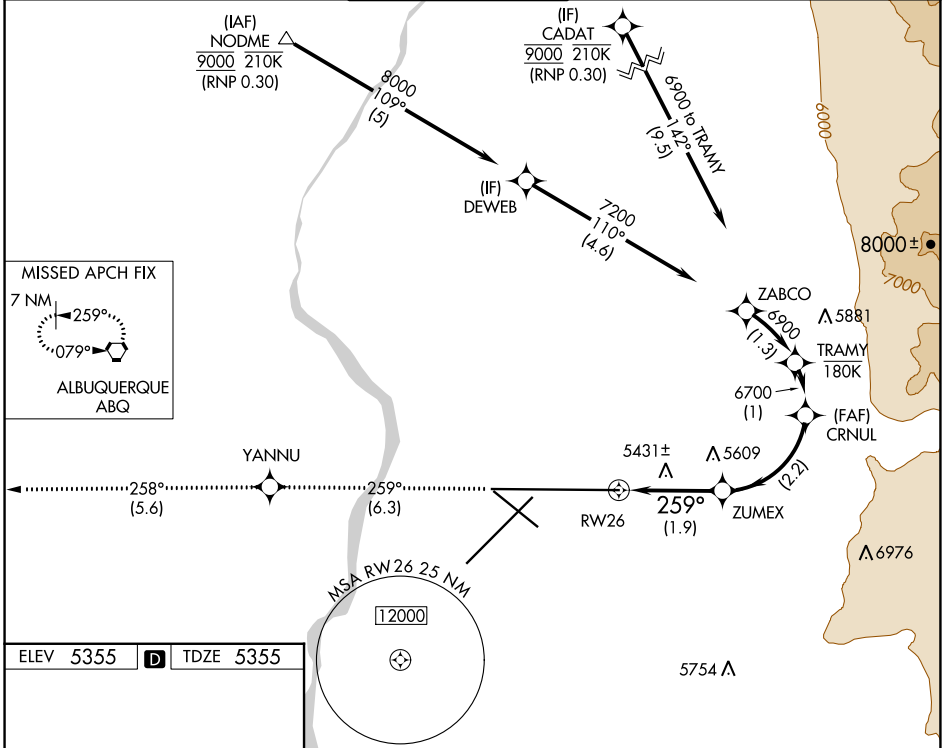 (IAF)
NODME
9000 210K
(RNP 0.30)
8000
109°
(5)
(IF)
CADAT
9000 210K
(RNP 0.30)
6900 to TRAMY
142°
(9.5)
6000
(IF)
DEWEB
7200
110°
(4.6)
8000 ±
7000
MISSED APCH FIX
7 NM
259°
079°
ALBUQUERQUE
ABQ
ZABCO
6900
(1.3)
5881
TRAMY
180K
6700
(1)
(FAF)
CRNUL
(2.2)
YANNU
5431±
5609
258°
(5.6)
259°
(6.3)
RW26
259°
(1.9)
ZUMEX
6976
MSA RW26 25 NM
12000
5754
ELEV 5355 D TDZE 5355